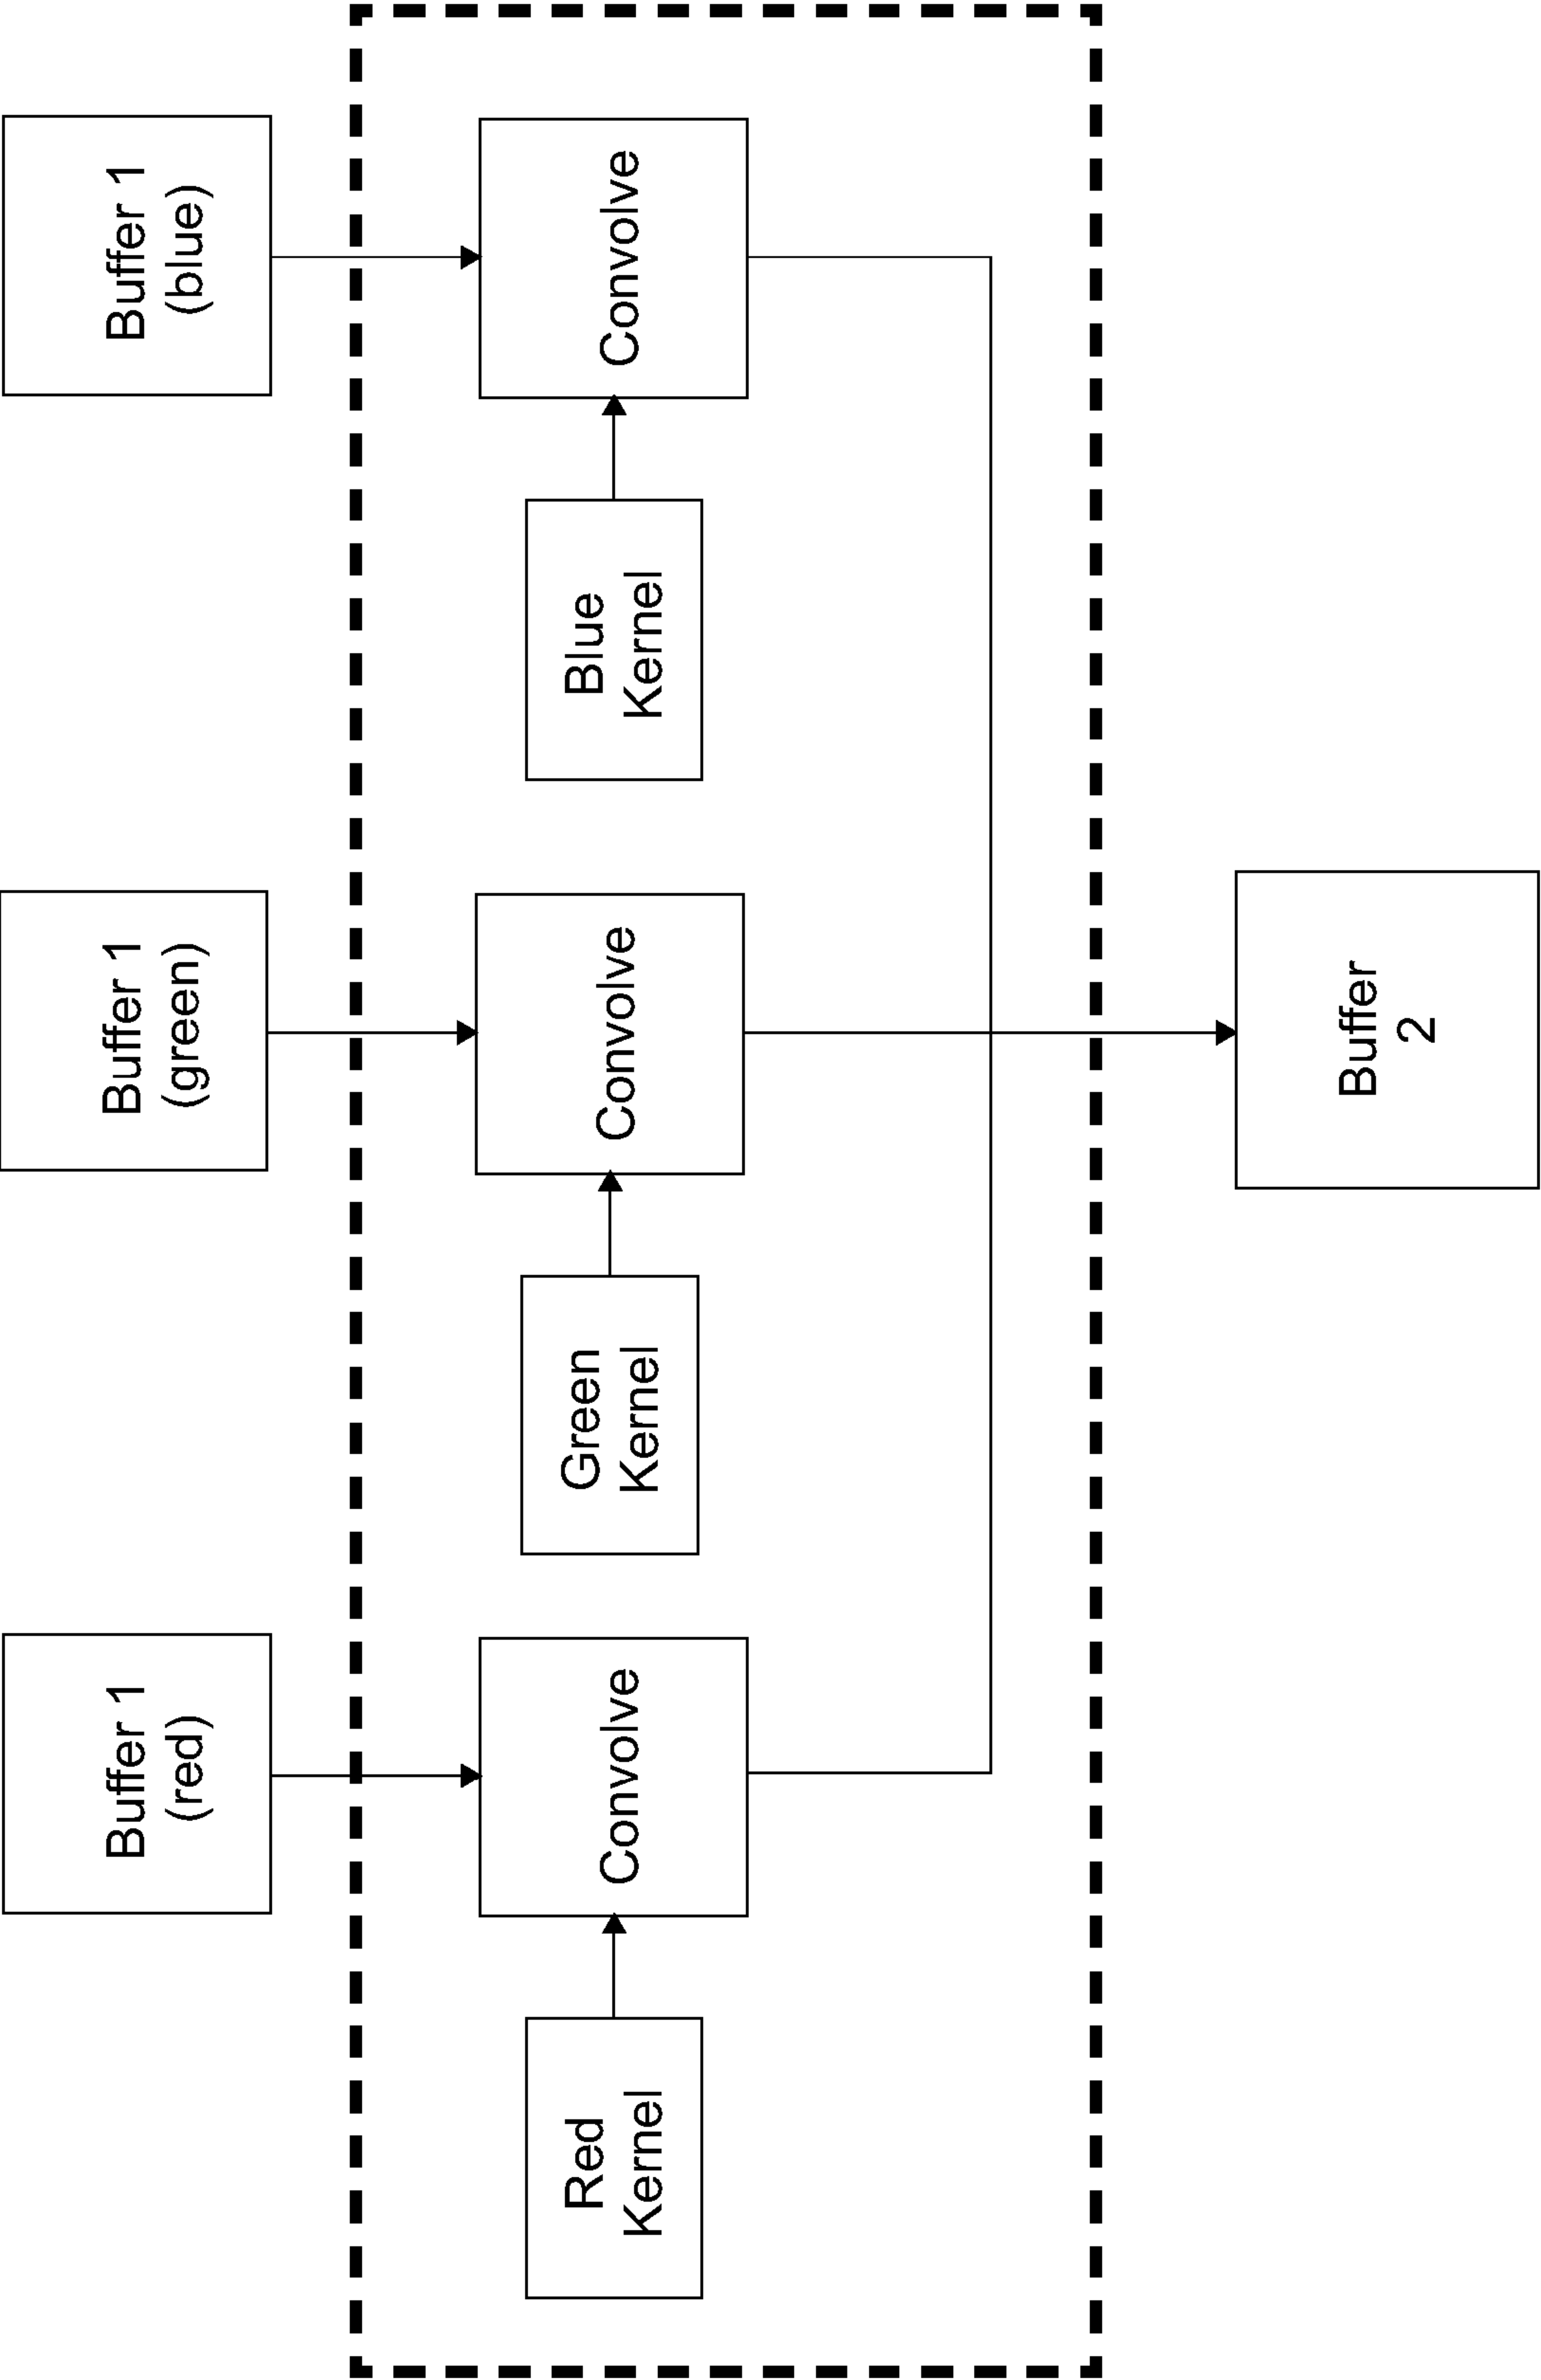 Buffer 1
(red)
Buffer 1
(green)
Buffer 1
(blue)
Red
Kernel
Convolve
Green
Kernel
Convolve
Blue
Kernel
Convolve
Buffer
2